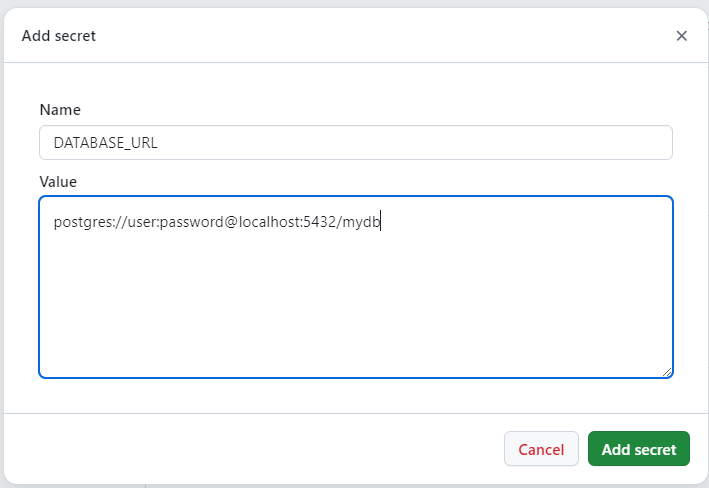 Add secret
Name
DATABASE_URL
Value
postgres://user:password@localhost:5432/mydb
Cancel
Add secret